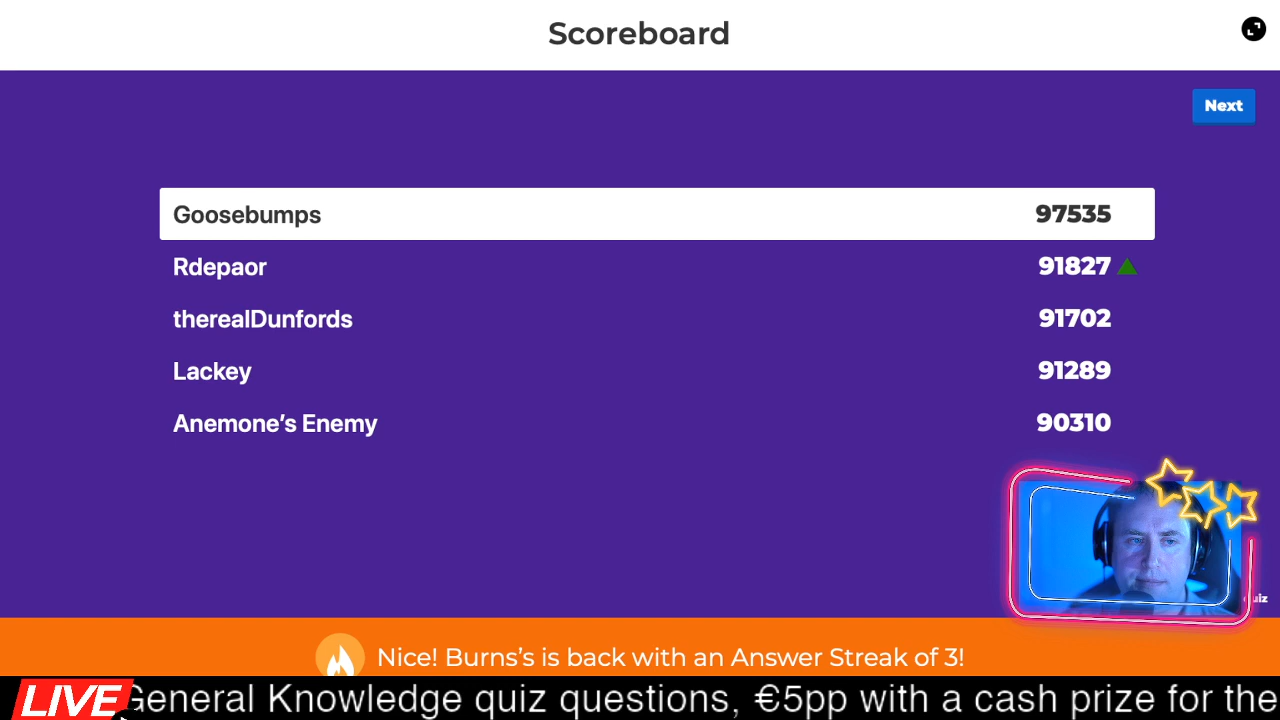 Scoreboard
Next
Goosebumps 97535
Rdepaor 91827
therealDunfords 91702
Lackey 91289
Anemone's Enemy 90310
Nice! Burns's is back with an Answer Streak of 3!
LIVE General Knowledge quiz questions, €5pp with a cash prize for the